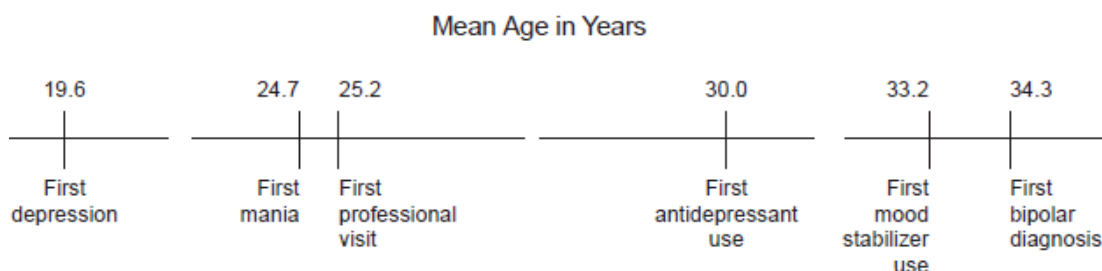 Mean Age in Years
19.6 24.7 25.2 30.0 33.2 34.3
First depression
First mania
First professional visit
First antidepressant use
First mood stabilizer use
First bipolar diagnosis